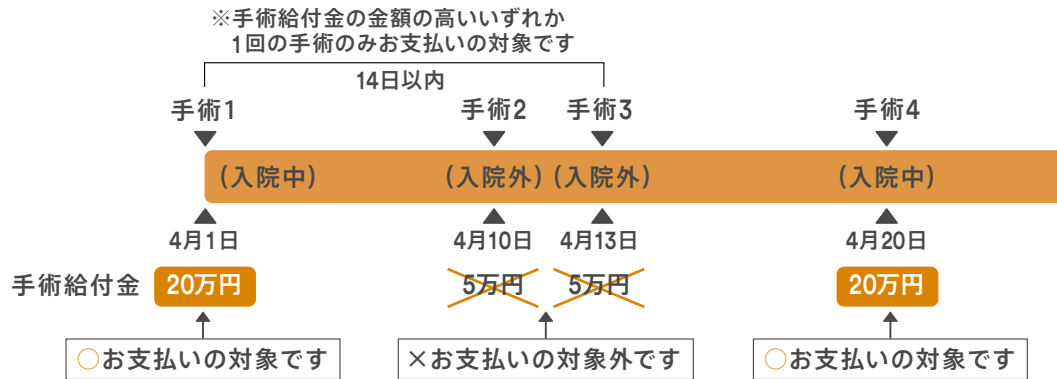 ※手術給付金の金額の高いいずれか
1回の手術のみお支払いの対象です
14日以内
手術1 手術2 手術3 手術4
(入院中) (入院外) (入院外) (入院中)
4月1日 4月10日 4月13日 4月20日
手術給付金 20万円 5万円 5万円 20万円
○お支払いの対象です ×お支払いの対象外です ○お支払いの対象です